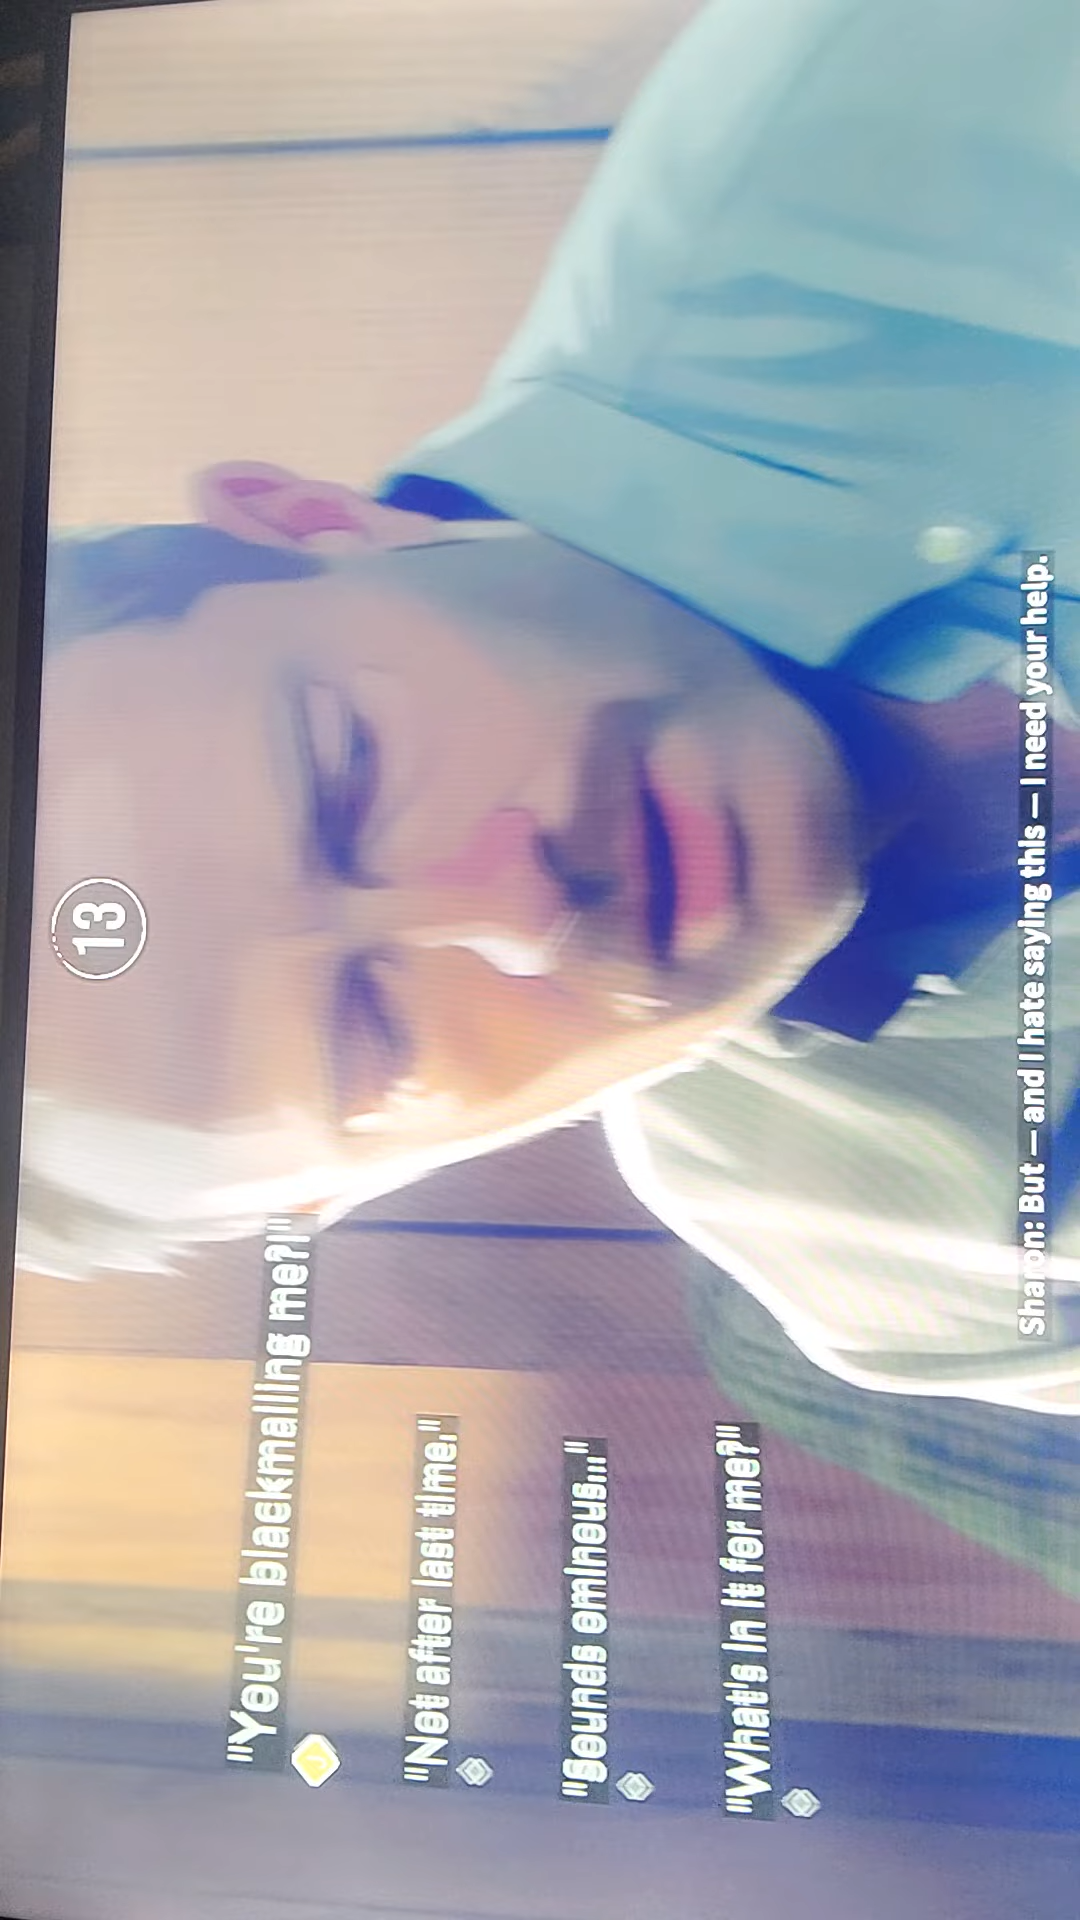 13
"You're blackmailing me?!"
"Not after last time."
"Sounds ominous..."
"What's in it for me?"
Sharon: But — and I hate saying this — I need your help.